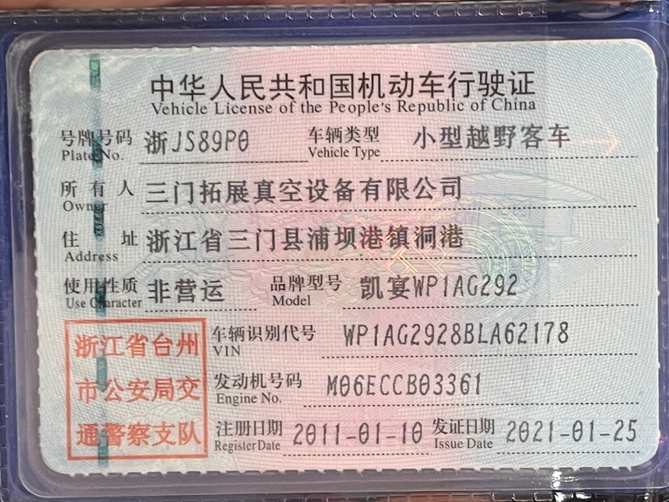 中华人民共和国机动车行驶证
Vehicle License of the People's Republic of China
号牌号码 浙JS89P0 车辆类型 小型越野客车
Plate No. Vehicle Type
所有人 三门拓展真空设备有限公司
Owner
住址 浙江省三门县浦坝港镇洞港
Address
使用性质 非营运 品牌型号 凯宴WP1AG292
Use Character Model
浙江省台州 车辆识别代号 WP1AG2928BLA62178
VIN
市公安局交 发动机号码 M06ECCB03361
Engine No.
通警察支队 注册日期 2011-01-10 发证日期 2021-01-25
Register Date Issue Date